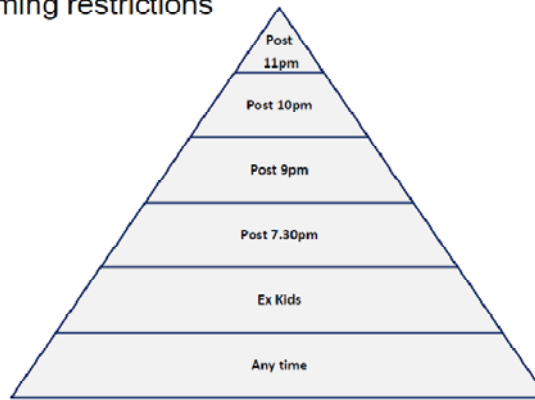 ming restrictions
Post
11pm
Post 10pm
Post 9pm
Post 7.30pm
Ex Kids
Any time